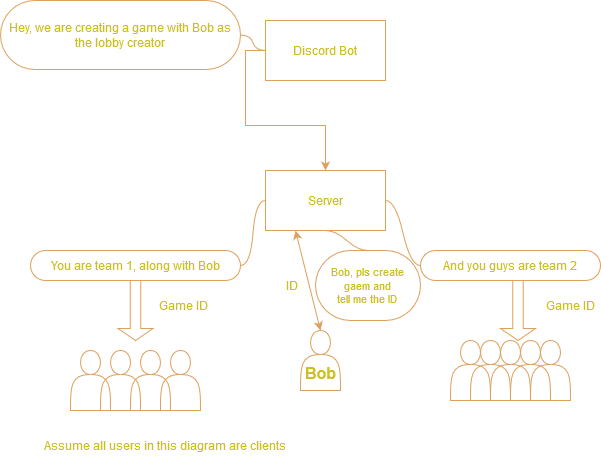 Hey, we are creating a game with Bob as
the lobby creator
Discord Bot
Server
You are team 1, along with Bob
Bob, pls create
gaem and
tell me the ID
And you guys are team 2
ID
Game ID
Game ID
Bob
Assume all users in this diagram are clients